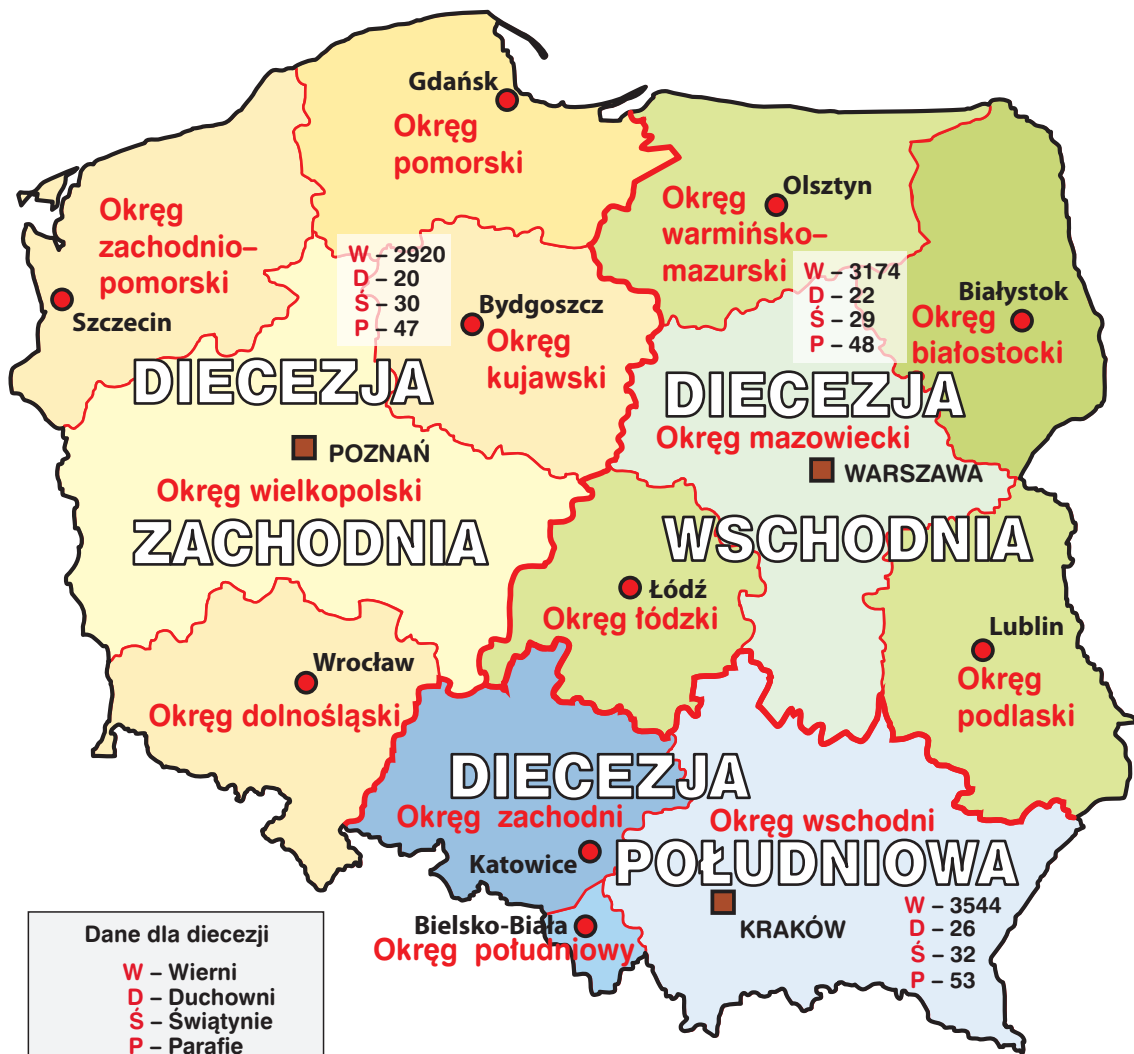 Gdańsk
Okręg
pomorski
Olsztyn
Okręg
warmińsko–
mazurski
Okręg
zachodnio–
pomorski
Szczecin
W – 2920
D – 20
Ś – 30
P – 47
Bydgoszcz
Okręg
kujawski
W – 3174
D – 22
Ś – 29
P – 48
Białystok
Okręg
białostocki
DIECEZJA
POZNAŃ
Okręg wielkopolski
ZACHODNIA
DIECEZJA
Okręg mazowiecki
WARSZAWA
WSCHODNIA
Łódź
Okręg łódzki
Lublin
Okręg
podlaski
Wrocław
Okręg dolnośląski
DIECEZJA
Okręg zachodni
Katowice
Okręg wschodni
POŁUDNIOWA
KRAKÓW
Bielsko-Biała
Okręg południowy
W – 3544
D – 26
Ś – 32
P – 53
Dane dla diecezji
W – Wierni
D – Duchowni
Ś – Świątynie
P – Parafie